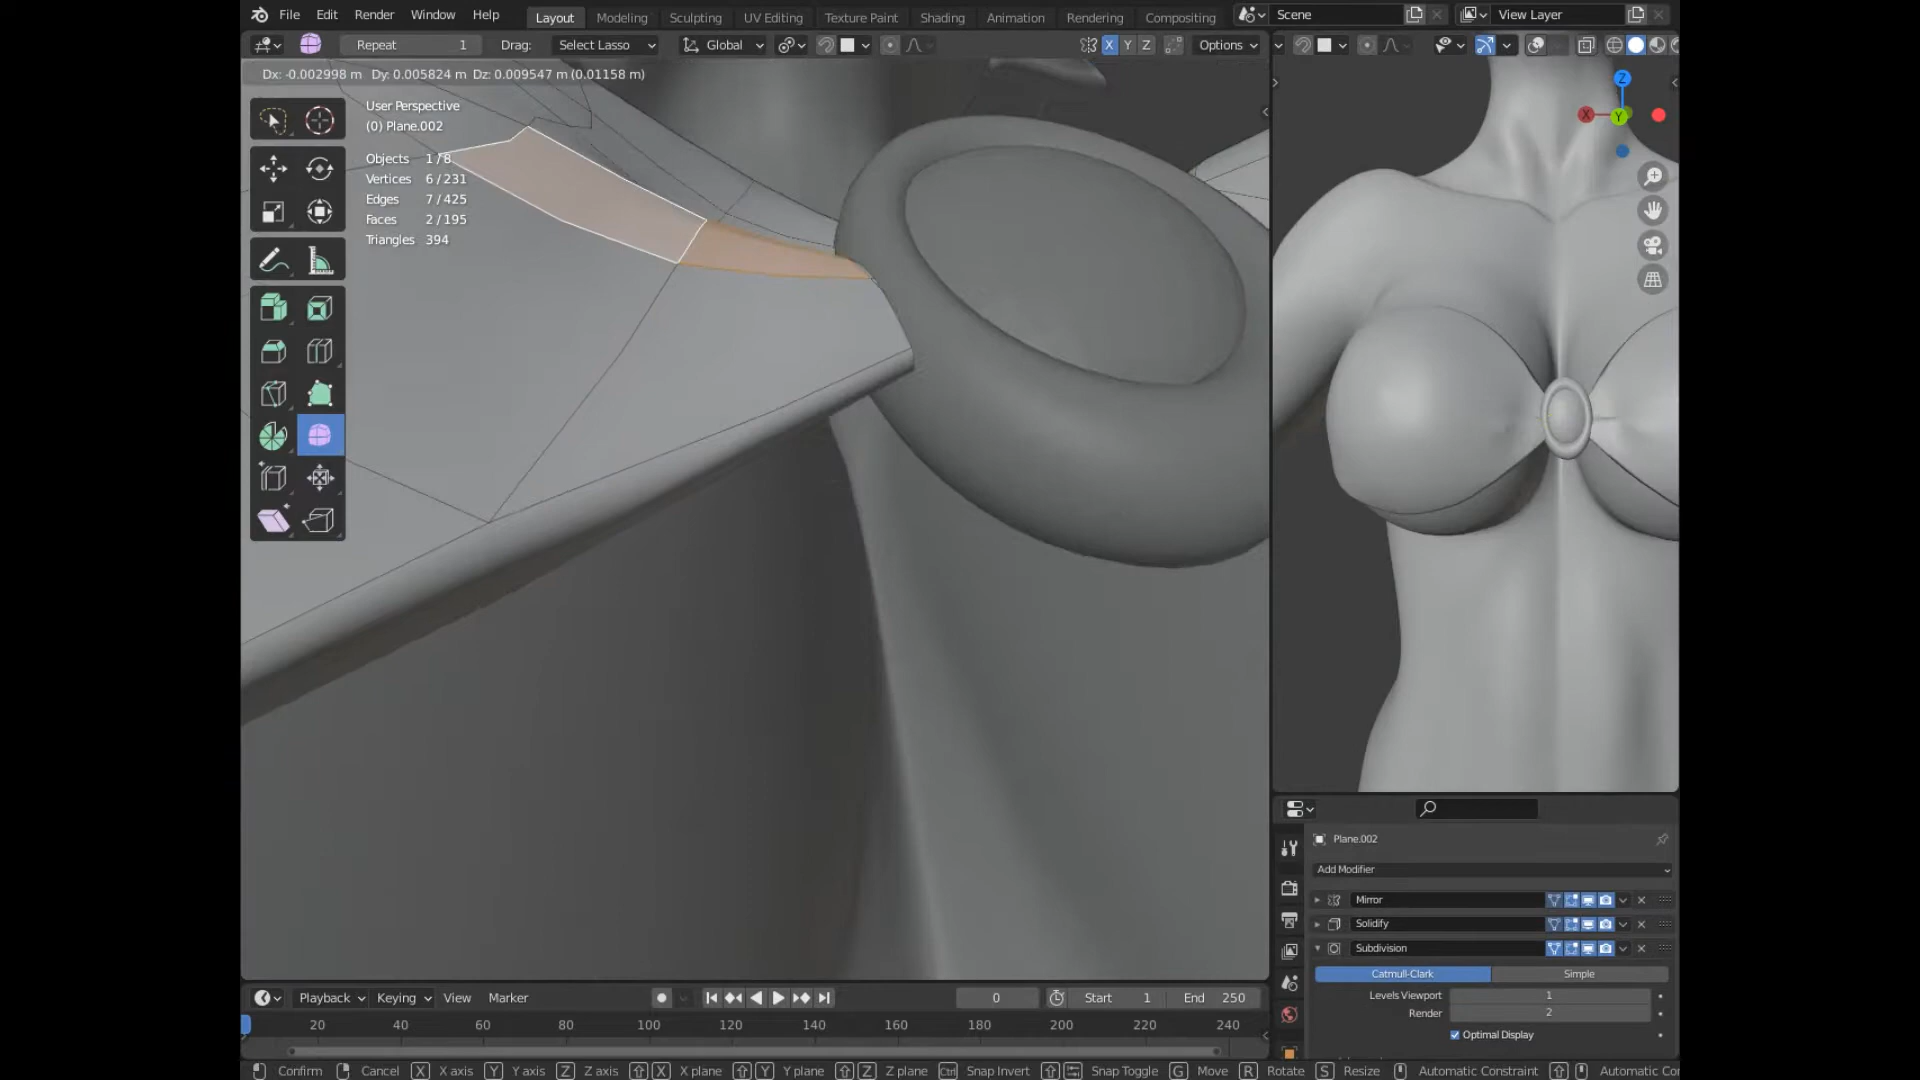 File Edit Render Window Help Layout Modeling Sculpting UV Editing Texture Paint Shading Animation Rendering Compositing Scene View Layer
Repeat 1 Drag: Select Lasso Global X Y Z Options
Dx: -0.002998 m Dy: 0.005824 m Dz: 0.009547 m (0.01158 m)
User Perspective
(0) Plane.002
Objects 1/8
Vertices 6/231
Edges 7/425
Faces 2/195
Triangles 394
Z
X
Y
Plane.002
Add Modifier
Mirror
Solidify
Subdivision
Catmull-Clark Simple
Levels Viewport 1
Render 2
Optimal Display
Playback Keying View Marker 0 Start 1 End 250
20 40 60 80 100 120 140 160 180 200 220 240
Confirm Cancel X X axis Y Y axis Z Z axis X X plane Y Y plane Z Z plane Ctrl Snap Invert Snap Toggle G Move R Rotate S Resize Automatic Constraint Automatic Co